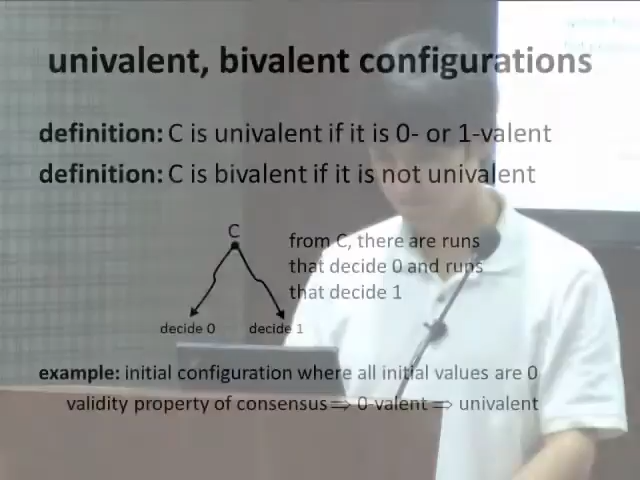 univalent, bivalent configurations
definition: C is univalent if it is 0- or 1-valent
definition: C is bivalent if it is not univalent
C
from C, there are runs
that decide 0 and runs
that decide 1
decide 0 decide 1
example: initial configuration where all initial values are 0
validity property of consensus ⇒ 0-valent ⇒ univalent